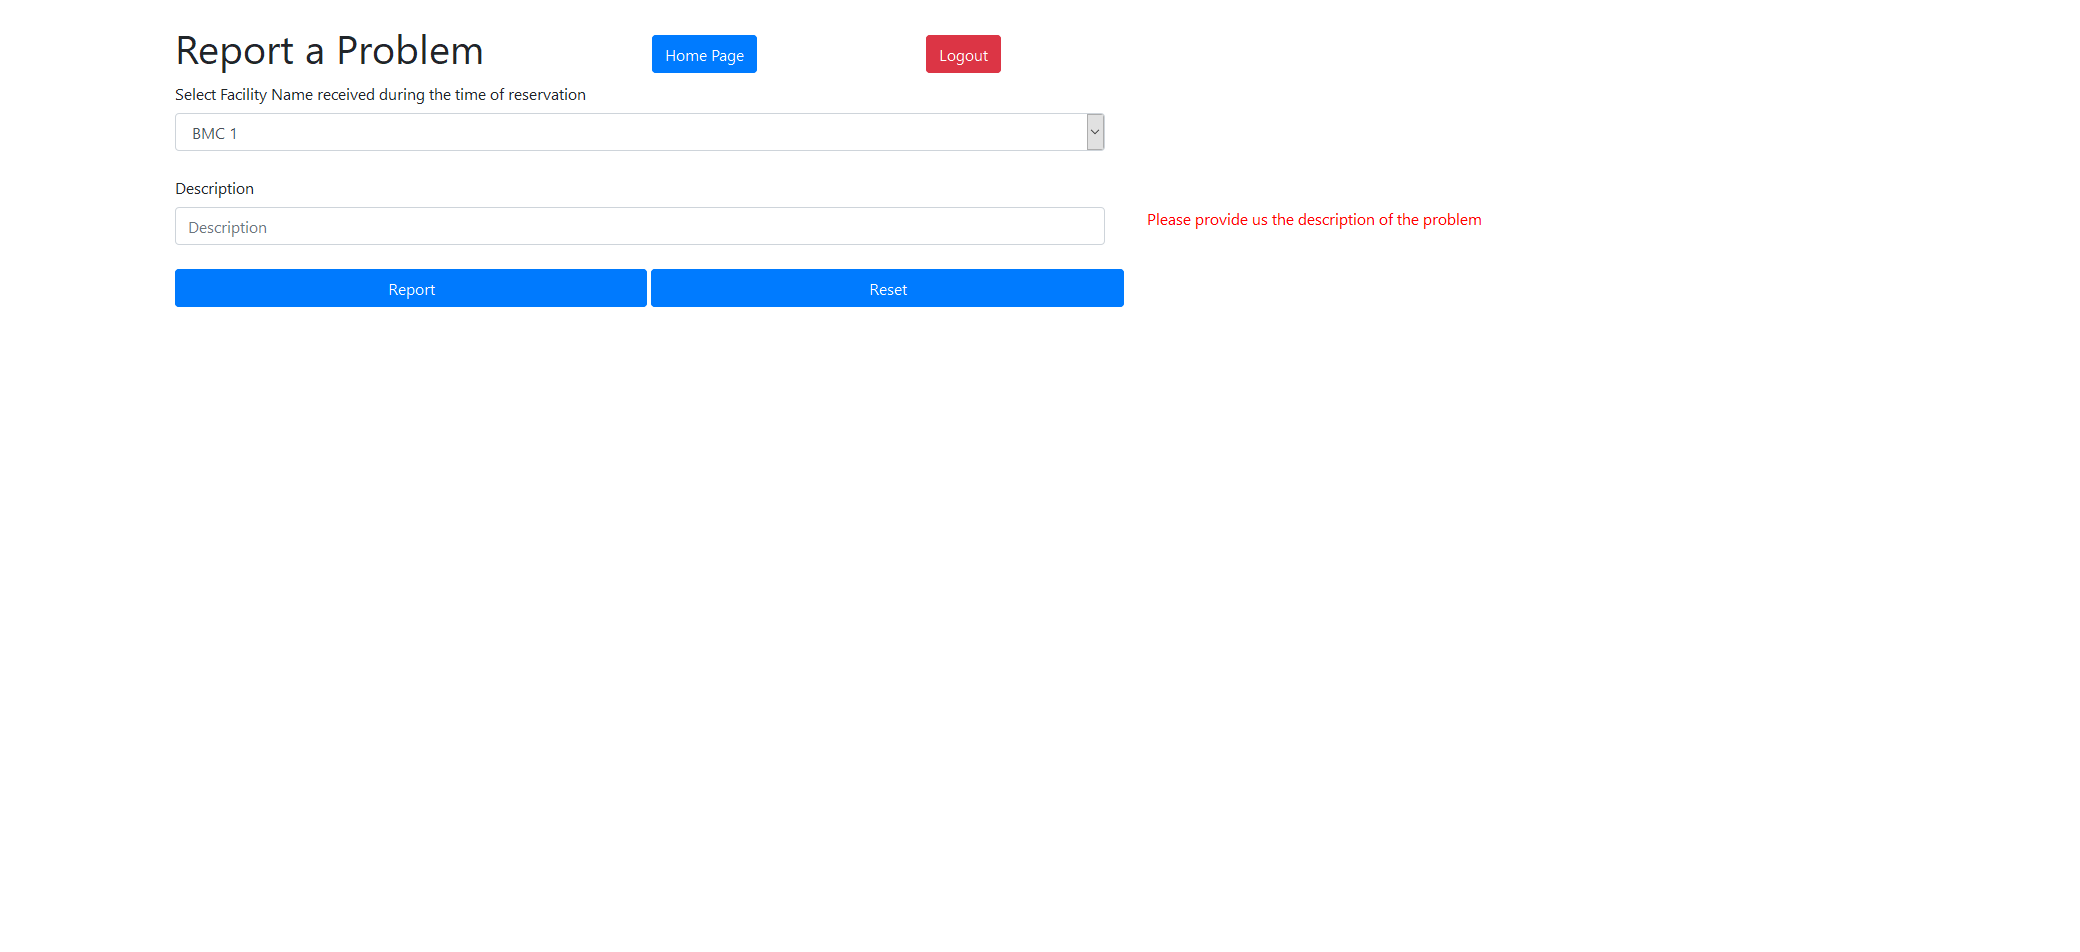 Report a Problem
Home Page
Logout
Select Facility Name received during the time of reservation
BMC 1
Description
Description
Please provide us the description of the problem
Report
Reset